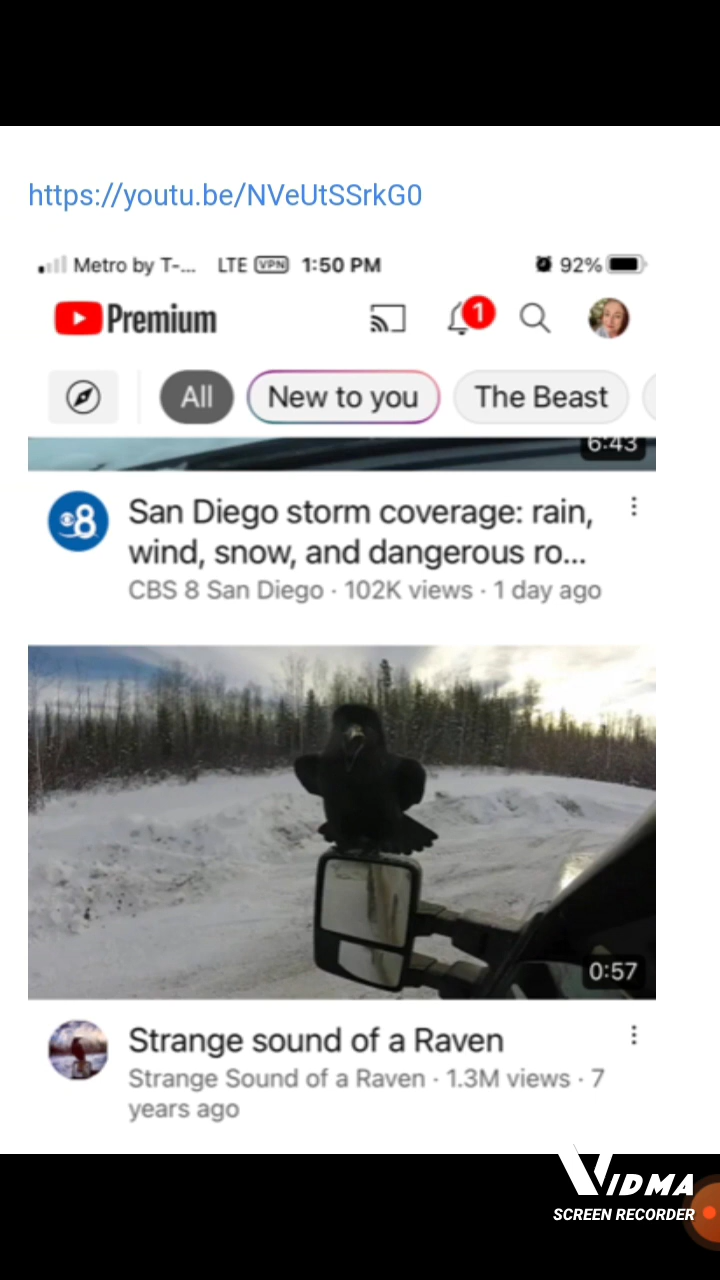 https://youtu.be/NVeUtSSrkG0
Metro by T-... LTE VPN 1:50 PM 92%
Premium 1
All New to you The Beast
6:43
8 San Diego storm coverage: rain,
wind, snow, and dangerous ro...
CBS 8 San Diego · 102K views · 1 day ago
0:57
Strange sound of a Raven
Strange Sound of a Raven · 1.3M views · 7
years ago
VIDMA
SCREEN RECORDER